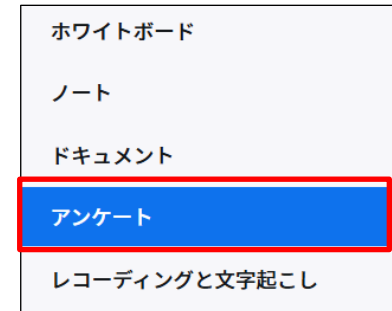 ホワイトボード
ノート
ドキュメント
アンケート
レコーディングと文字起こし